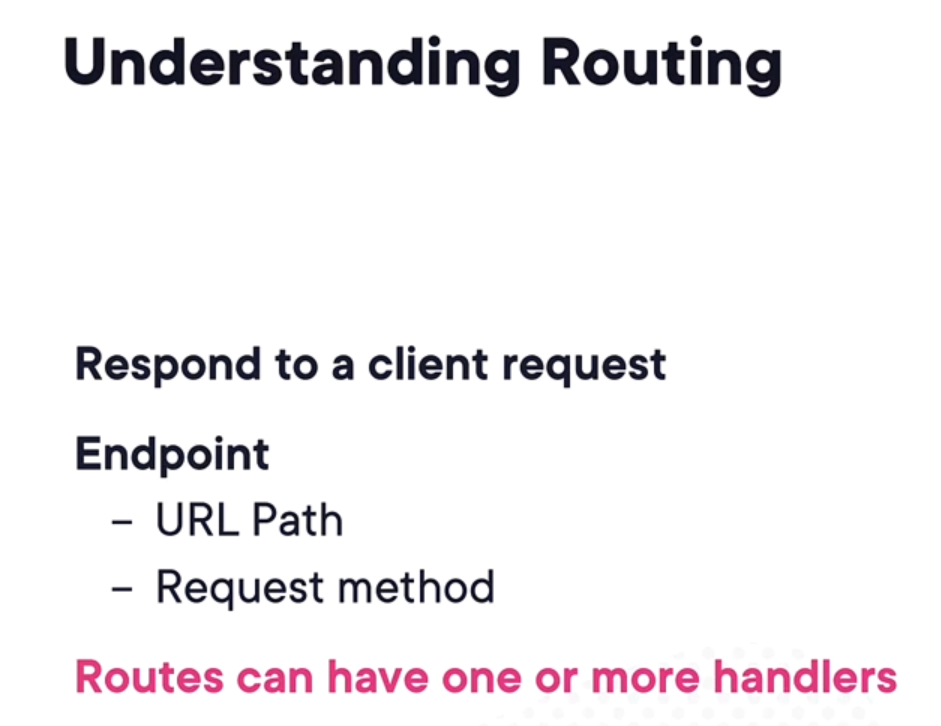 Understanding Routing
Respond to a client request
Endpoint
– URL Path
– Request method
Routes can have one or more handlers